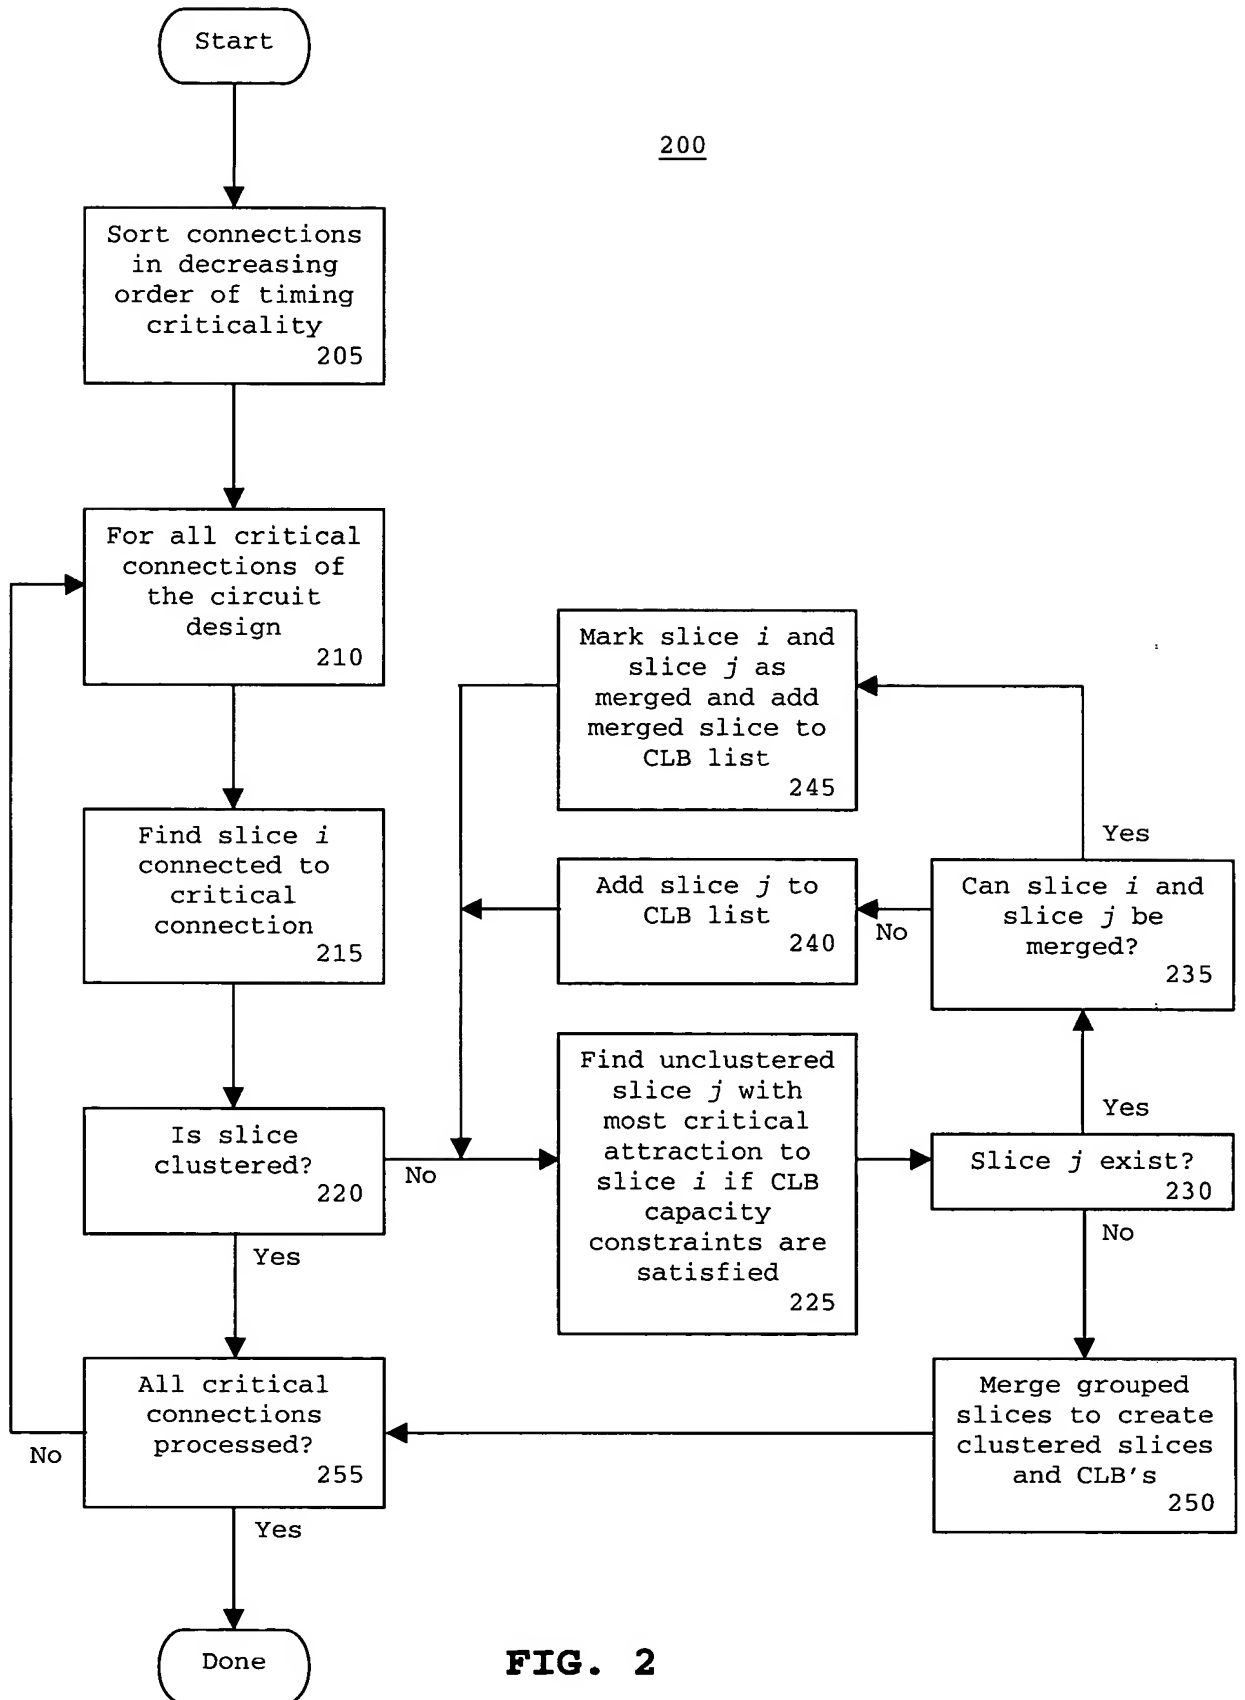 Start
200
Sort connections
in decreasing
order of timing
criticality
205
For all critical
connections of
the circuit
design
210
Find slice i
connected to
critical
connection
215
Is slice
clustered?
220
No
Yes
All critical
connections
processed?
255
No
Yes
Done
Mark slice i and
slice j as
merged and add
merged slice to
CLB list
245
Add slice j to
CLB list
240
Find unclustered
slice j with
most critical
attraction to
slice i if CLB
capacity
constraints are
satisfied
225
Yes
Can slice i and
slice j be
merged?
235
No
Yes
Slice j exist?
230
No
Merge grouped
slices to create
clustered slices
and CLB's
250
FIG. 2